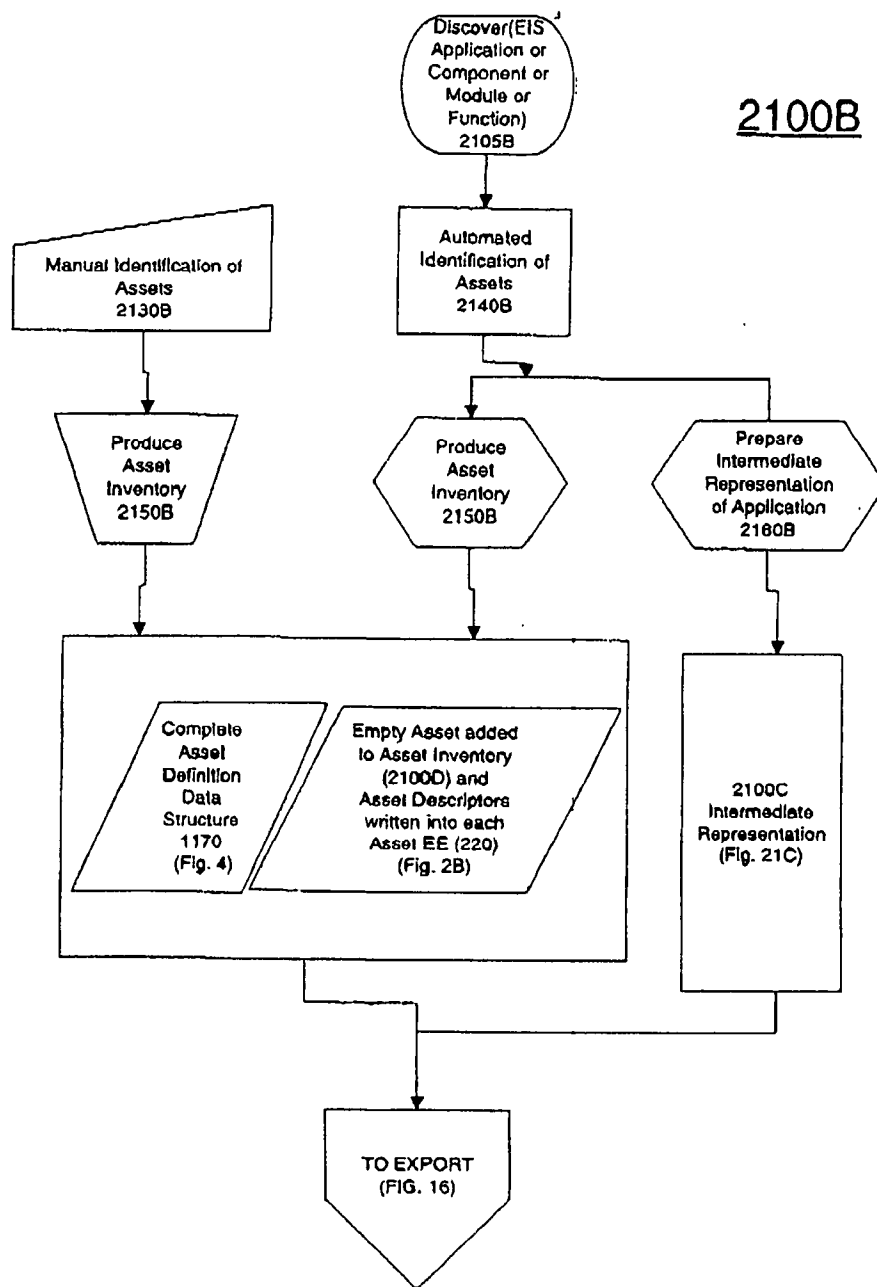 Discover(EIS
Application or
Component or
Module or
Function)
2105B
2100B
Manual Identification of
Assets
2130B
Automated
Identification of
Assets
2140B
Produce
Asset
Inventory
2150B
Produce
Asset
Inventory
2150B
Prepare
Intermediate
Representation
of Application
2160B
Complete
Asset
Definition
Data
Structure
1170
(Fig. 4)
Empty Asset added
to Asset Inventory
(2100D) and
Asset Descriptors
written into each
Asset EE (220)
(Fig. 2B)
2100C
Intermediate
Representation
(Fig. 21C)
TO EXPORT
(FIG. 16)